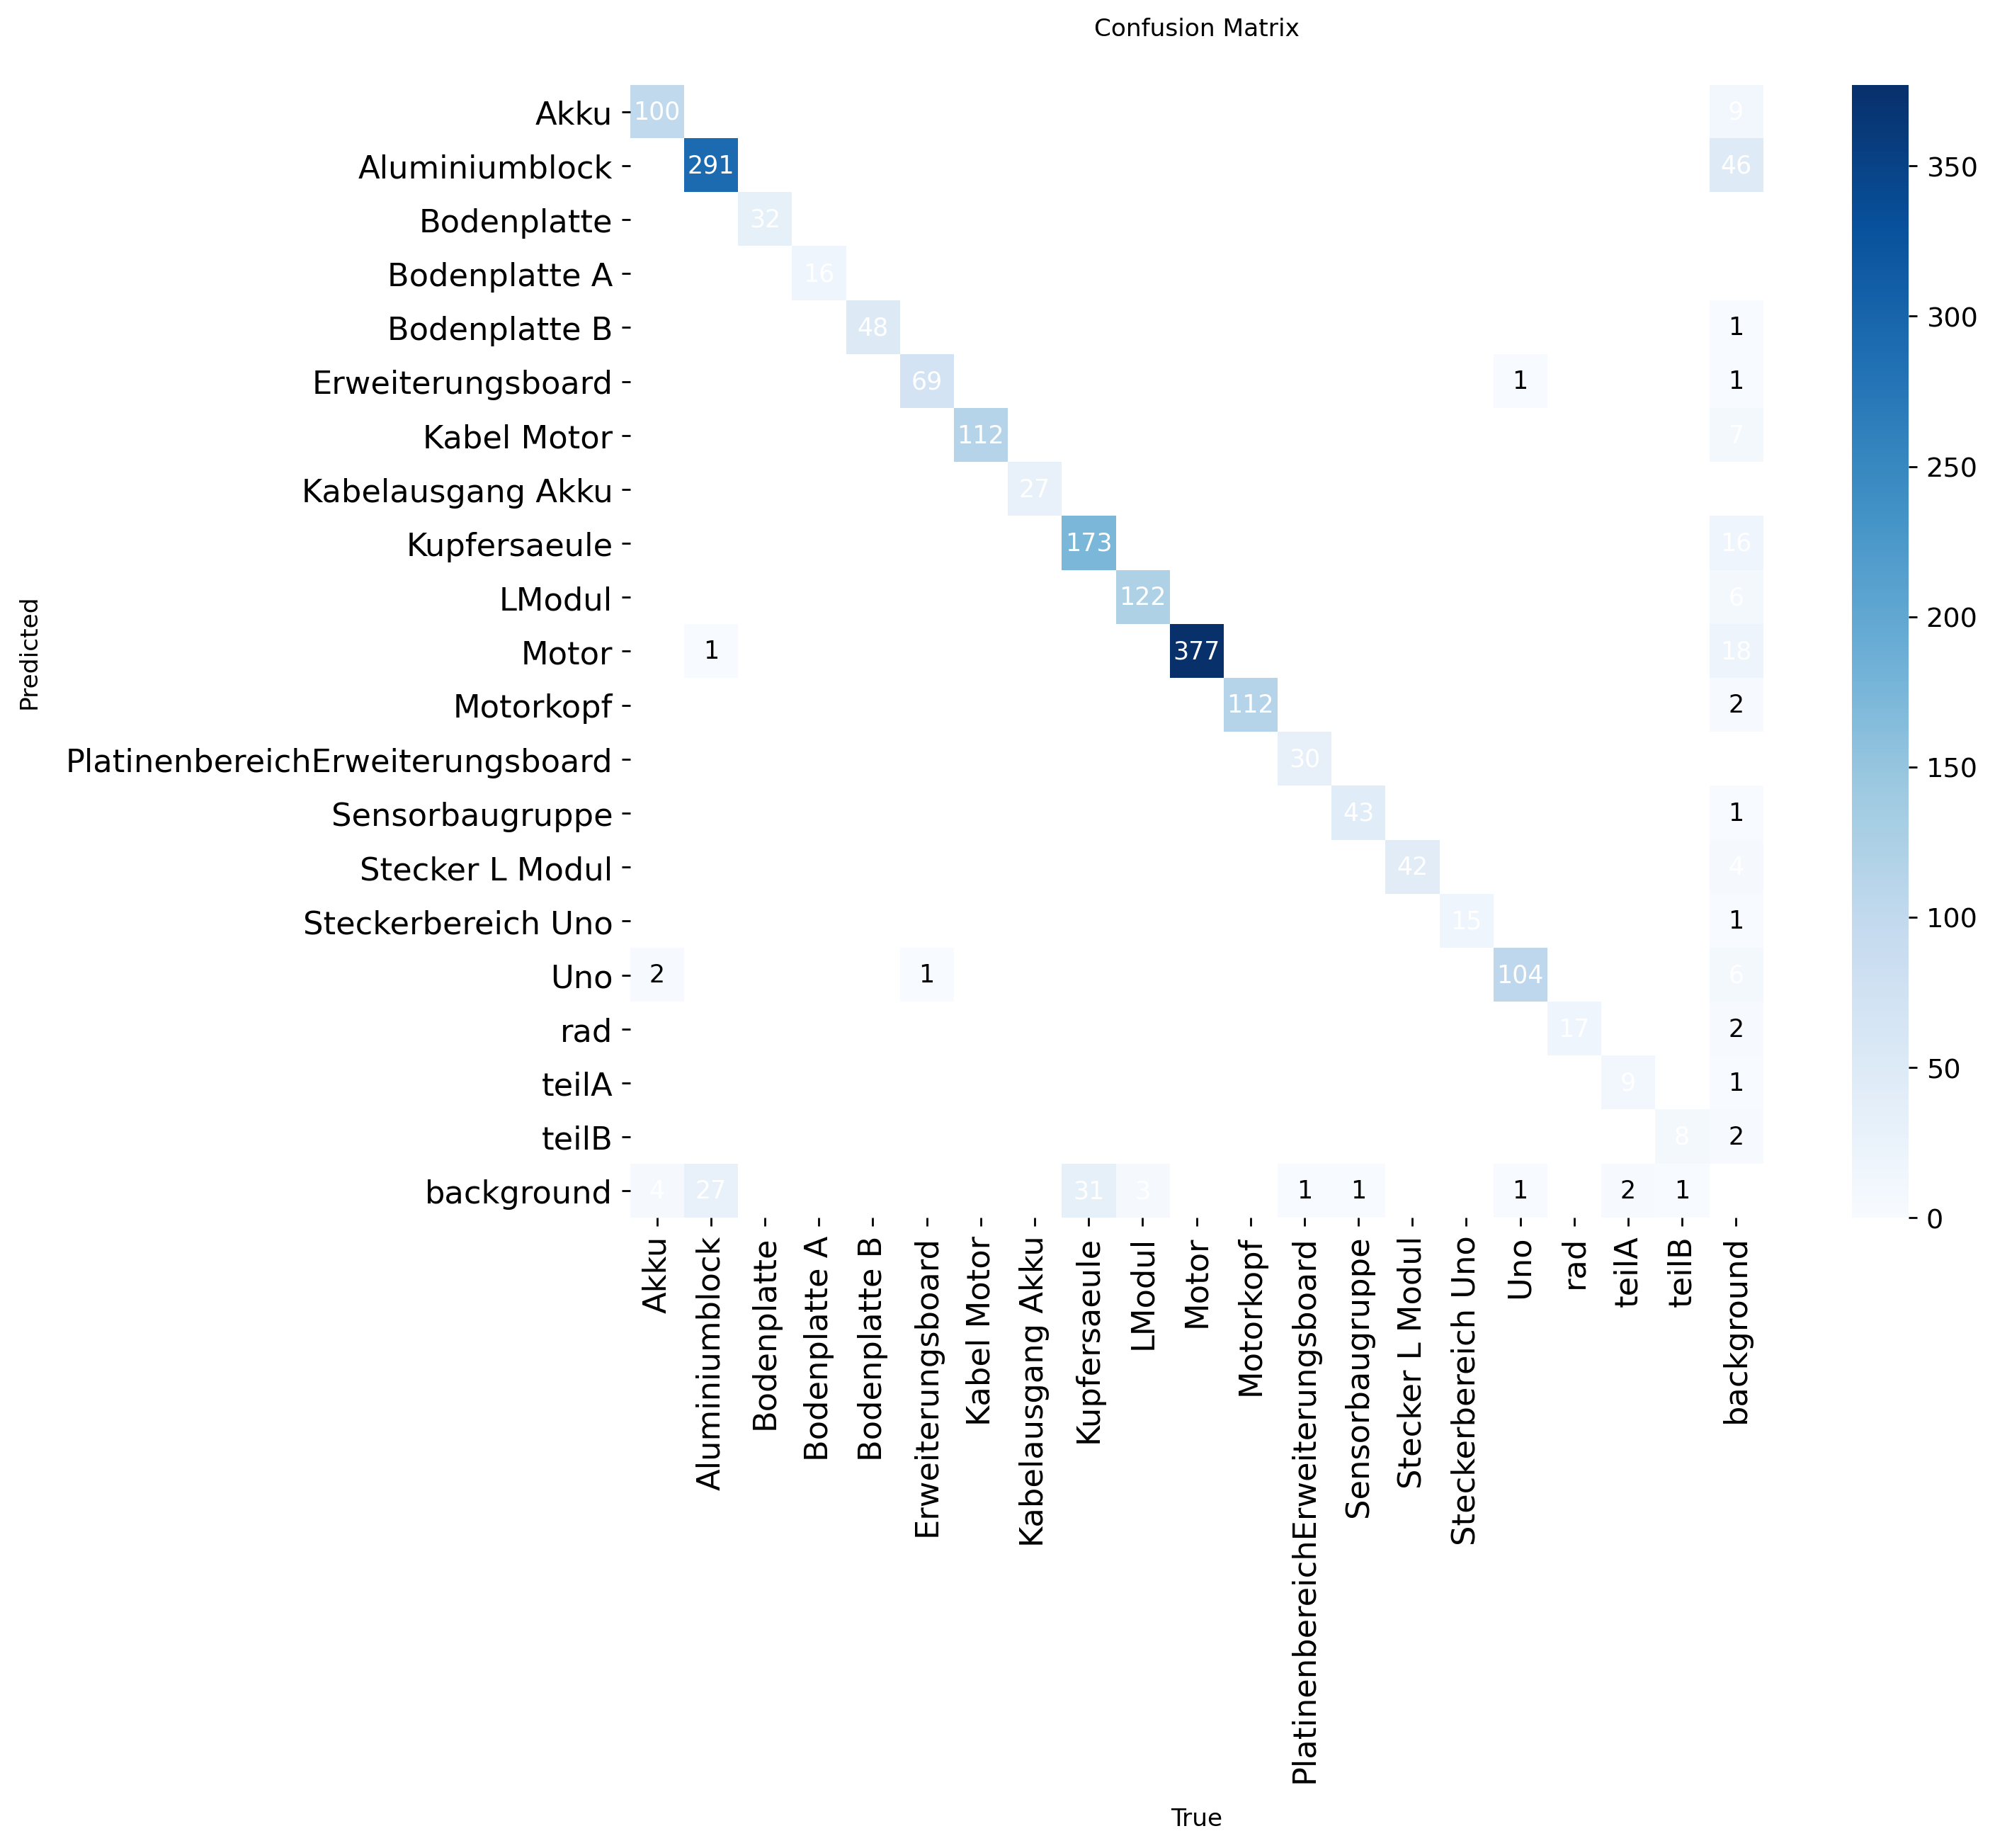 Confusion Matrix
Akku 100 9
Aluminiumblock 291 46 350
Bodenplatte 32
Bodenplatte A 16
Bodenplatte B 48 1 300
Erweiterungsboard 69 1 1
Kabel Motor 112 7 250
Kabelausgang Akku 27
Kupfersaeule 173 16
LModul 122 6 200
Predicted
Motor 1 377 18
Motorkopf 112 2
PlatinenbereichErweiterungsboard 30 150
Sensorbaugruppe 43 1
Stecker L Modul 42 4
Steckerbereich Uno 15 1 100
Uno 2 1 104 6
rad 17 2
teilA 9 1 50
teilB 8 2
background 4 27 31 3 1 1 1 2 1 0
Akku
Aluminiumblock
Bodenplatte
Bodenplatte A
Bodenplatte B
Erweiterungsboard
Kabel Motor
Kabelausgang Akku
Kupfersaeule
LModul
Motor
Motorkopf
PlatinenbereichErweiterungsboard
Sensorbaugruppe
Stecker L Modul
Steckerbereich Uno
Uno
rad
teilA
teilB
background
True